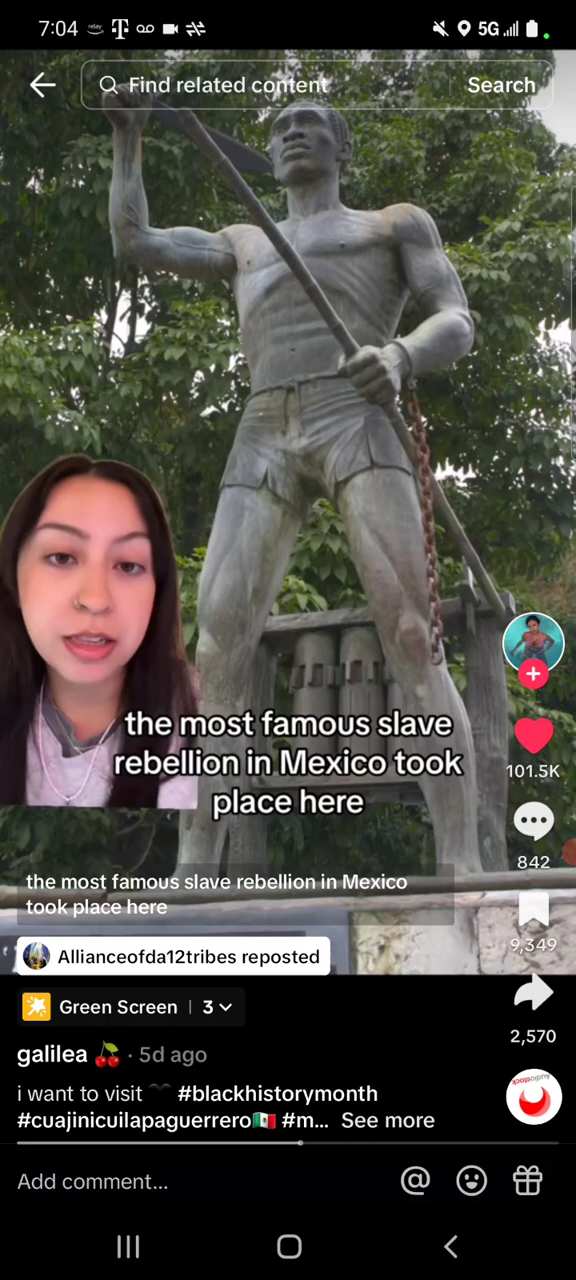 7:04
relay
5G
Find related content
Search
the most famous slave
rebellion in Mexico took
place here
101.5K
842
the most famous slave rebellion in Mexico
took place here
9,349
Allianceofda12tribes reposted
Green Screen | 3
2,570
galilea 🍒 · 5d ago
i want to visit 🖤 #blackhistorymonth
#cuajinicuilapaguerrero🇲🇽 #m... See more
Audiostock
Add comment...